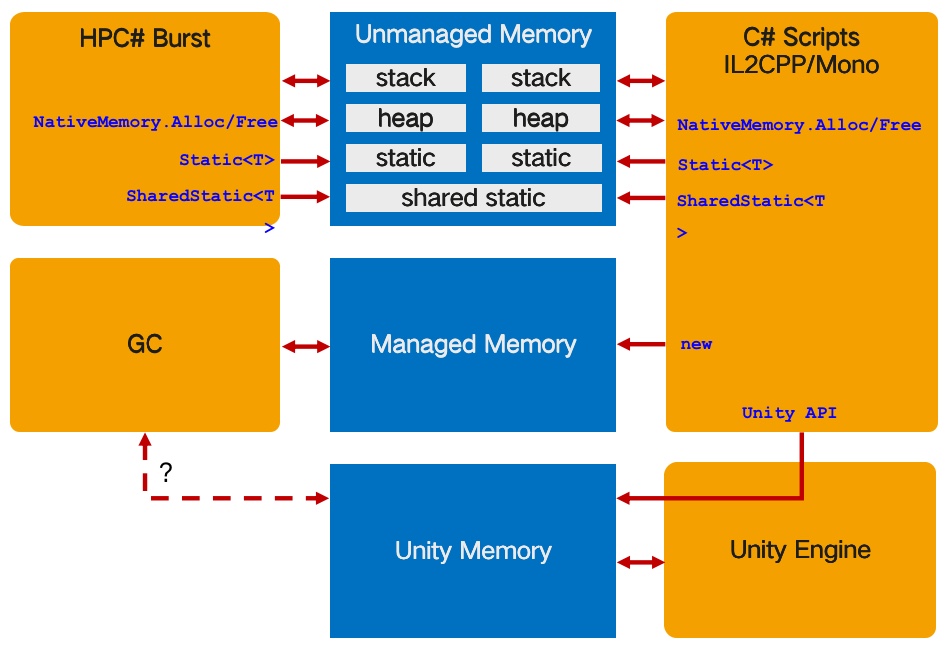 HPC# Burst
NativeMemory.Alloc/Free
Static<T>
SharedStatic<T
>
Unmanaged Memory
stack stack
heap heap
static static
shared static
C# Scripts
IL2CPP/Mono
NativeMemory.Alloc/Free
Static<T>
SharedStatic<T
>
new
Unity API
GC
Managed Memory
?
Unity Memory
Unity Engine